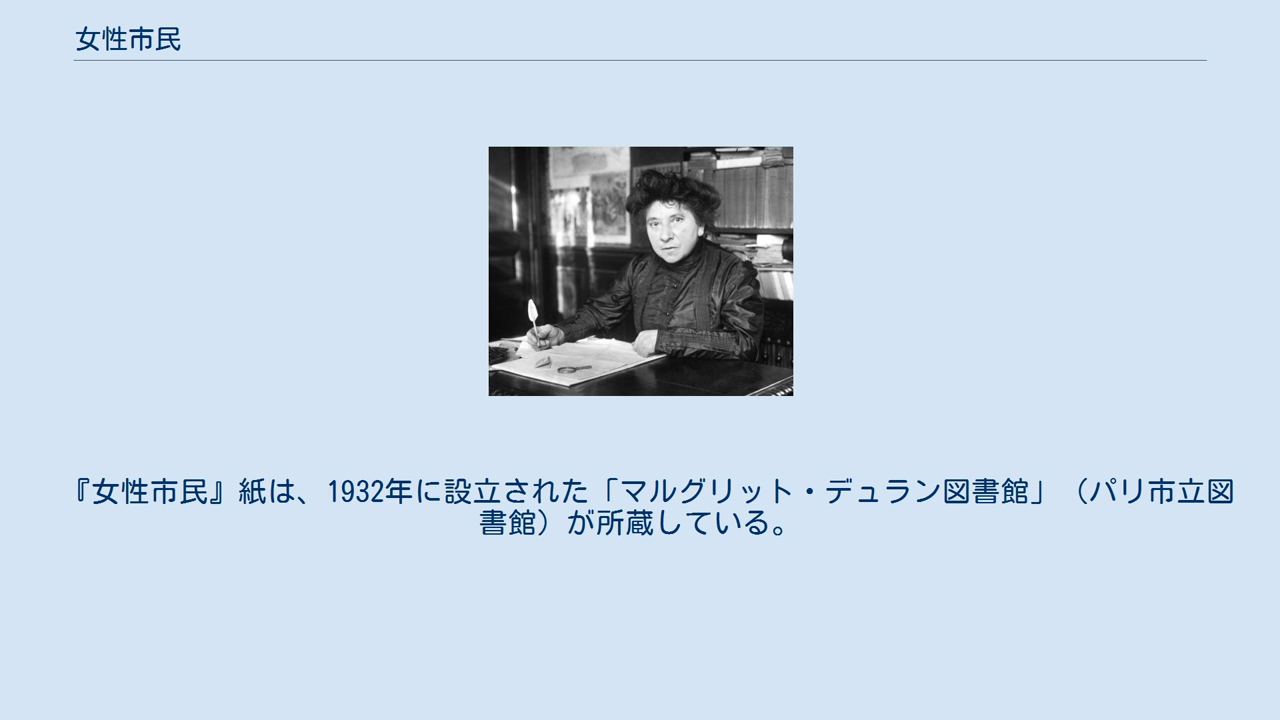 女性市民
『女性市民』紙は、1932年に設立された「マルグリット・デュラン図書館」（パリ市立図
書館）が所蔵している。